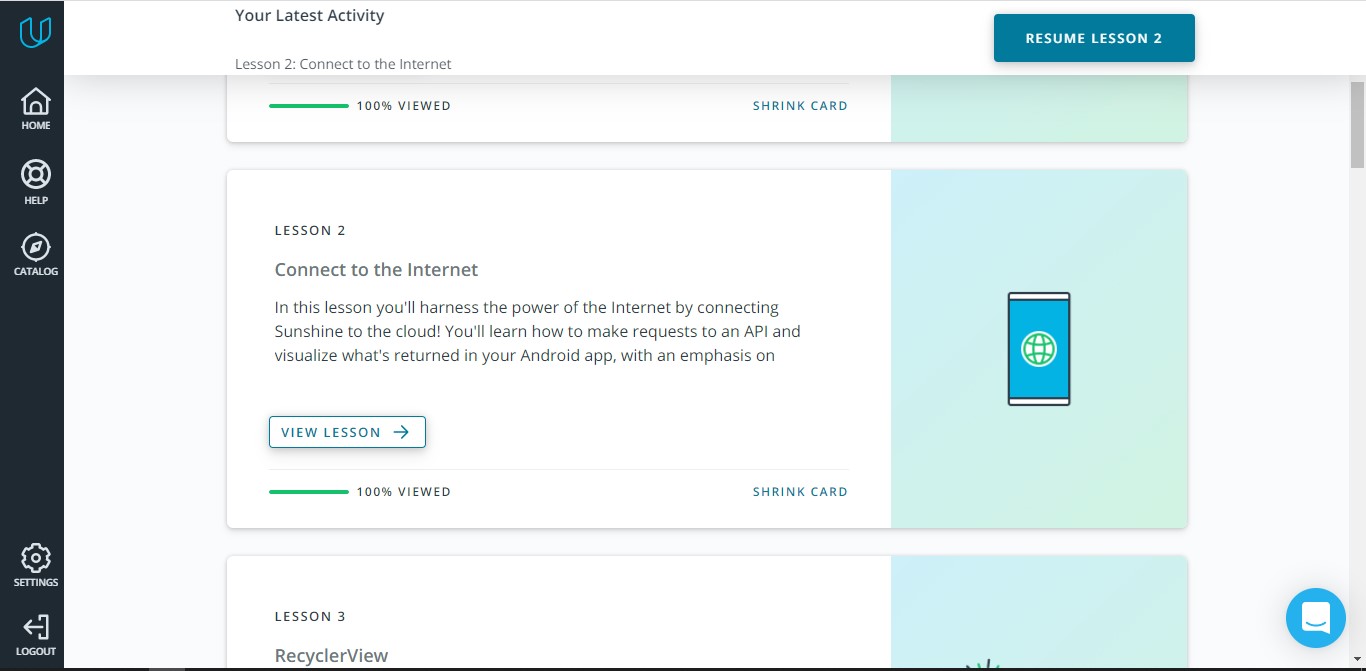 Your Latest Activity
Lesson 2: Connect to the Internet
RESUME LESSON 2
HOME
HELP
CATALOG
SETTINGS
LOGOUT
100% VIEWED
SHRINK CARD
LESSON 2
Connect to the Internet
In this lesson you'll harness the power of the Internet by connecting
Sunshine to the cloud! You'll learn how to make requests to an API and
visualize what's returned in your Android app, with an emphasis on
VIEW LESSON
100% VIEWED
SHRINK CARD
LESSON 3
RecyclerView